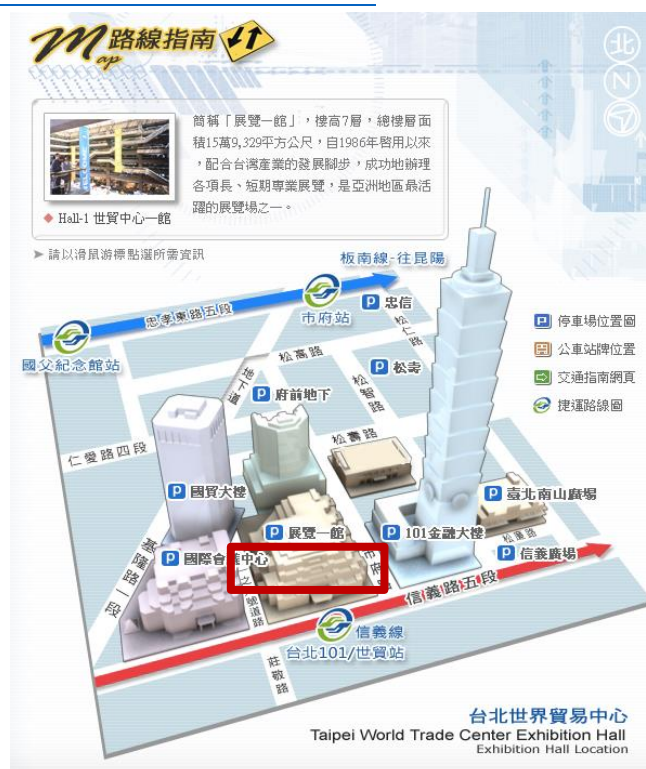 Map 路線指南
北
N
簡稱「展覽一館」，樓高7層，總樓層面
積15萬9,329平方公尺，自1986年啓用以來
，配合台灣產業的發展腳步，成功地辦理
各項長、短期專業展覽，是亞洲地區最活
躍的展覽場之一。
◆ Hall-1 世貿中心一館
➤ 請以滑鼠游標點選所需資訊
板南線-往昆陽
忠孝東路五段
市府站
P 忠信
松仁路
國父紀念館站
P 停車場位置圖
公車站牌位置
交通指南網頁
捷運路線圖
松高路
P 松壽
地下道
P 府前地下
松智路
仁愛路四段
松壽路
P 國貿大樓
P 臺北南山廣場
P 展覽一館
P 101金融大樓
松廉路
基隆路一段
P 國際會議中心
P 信義廣場
號道路
信義路五段
信義線
台北101/世貿站
莊敬路
台北世界貿易中心
Taipei World Trade Center Exhibition Hall
Exhibition Hall Location